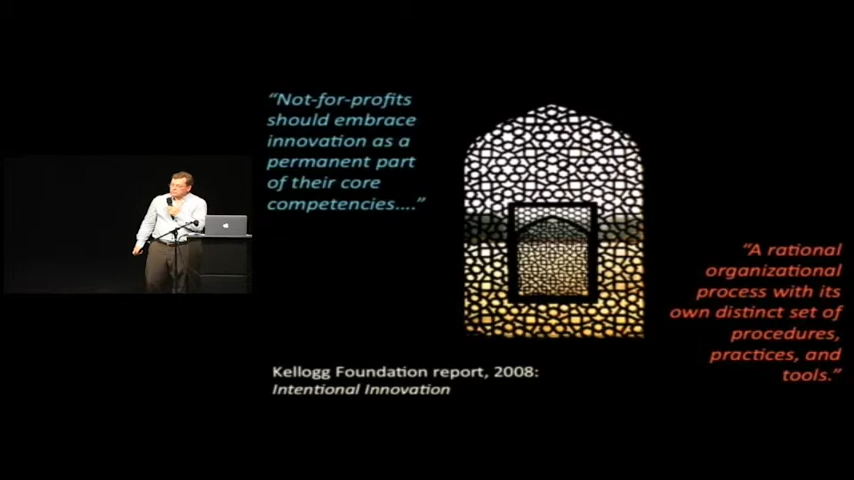 “Not-for-profits
should embrace
innovation as a
permanent part
of their core
competencies....”
“A rational
organizational
process with its
own distinct set of
procedures,
practices, and
tools.”
Kellogg Foundation report, 2008:
Intentional Innovation